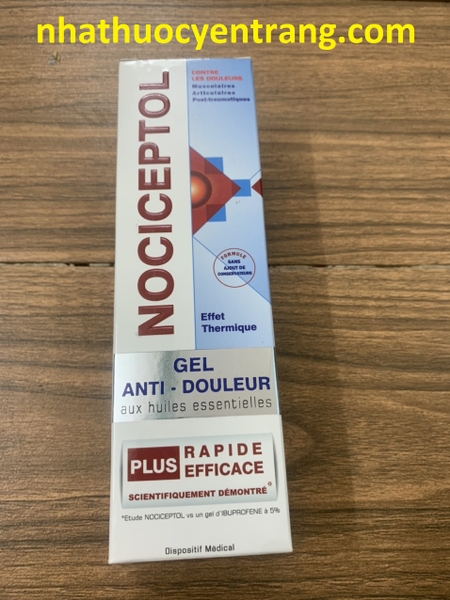 nhathuocyentrang.com
NOCICEPTOL
CONTRE
LES DOULEURS
Musculaires
Articulaires
Post-traumatiques
FORMULE
SANS
AJOUT DE
CONSERVATEURS
Effet
Thermique
GEL
ANTI - DOULEUR
aux huiles essentielles
PLUS RAPIDE
EFFICACE
SCIENTIFIQUEMENT DÉMONTRÉ*
*Etude NOCICEPTOL vs un gel d'IBUPROFENE à 5%
Dispositif Médical